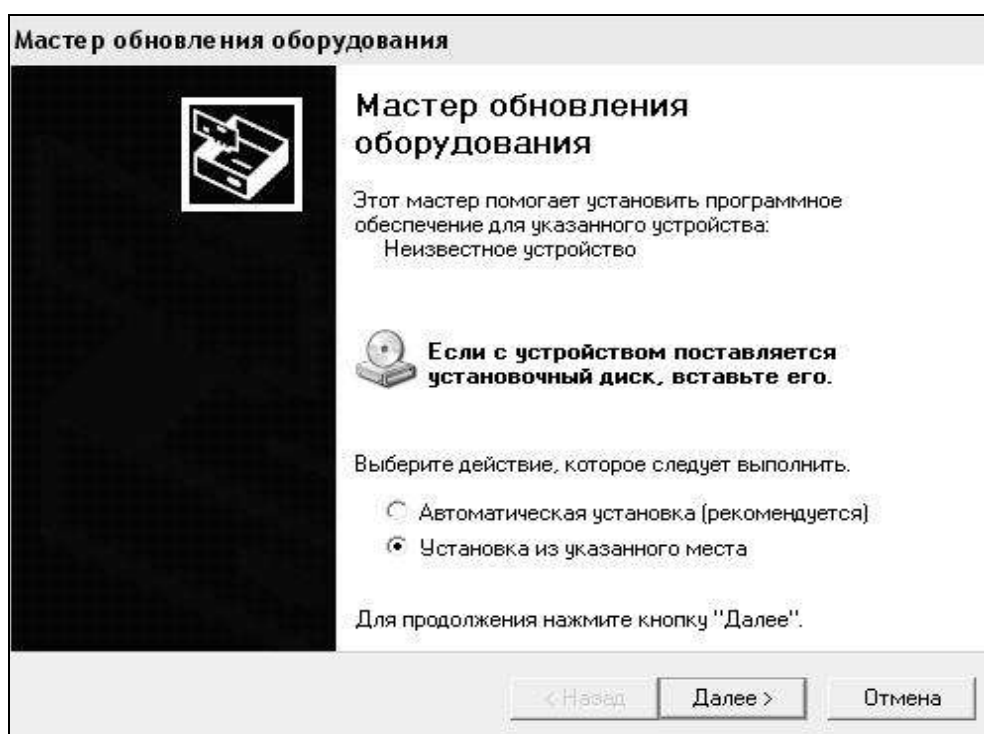 Мастер обновления оборудования
Мастер обновления
оборудования
Этот мастер помогает установить программное
обеспечение для указанного устройства:
Неизвестное устройство
Если с устройством поставляется
установочный диск, вставьте его.
Выберите действие, которое следует выполнить.
Автоматическая установка (рекомендуется)
Установка из указанного места
Для продолжения нажмите кнопку "Далее".
< Назад Далее > Отмена